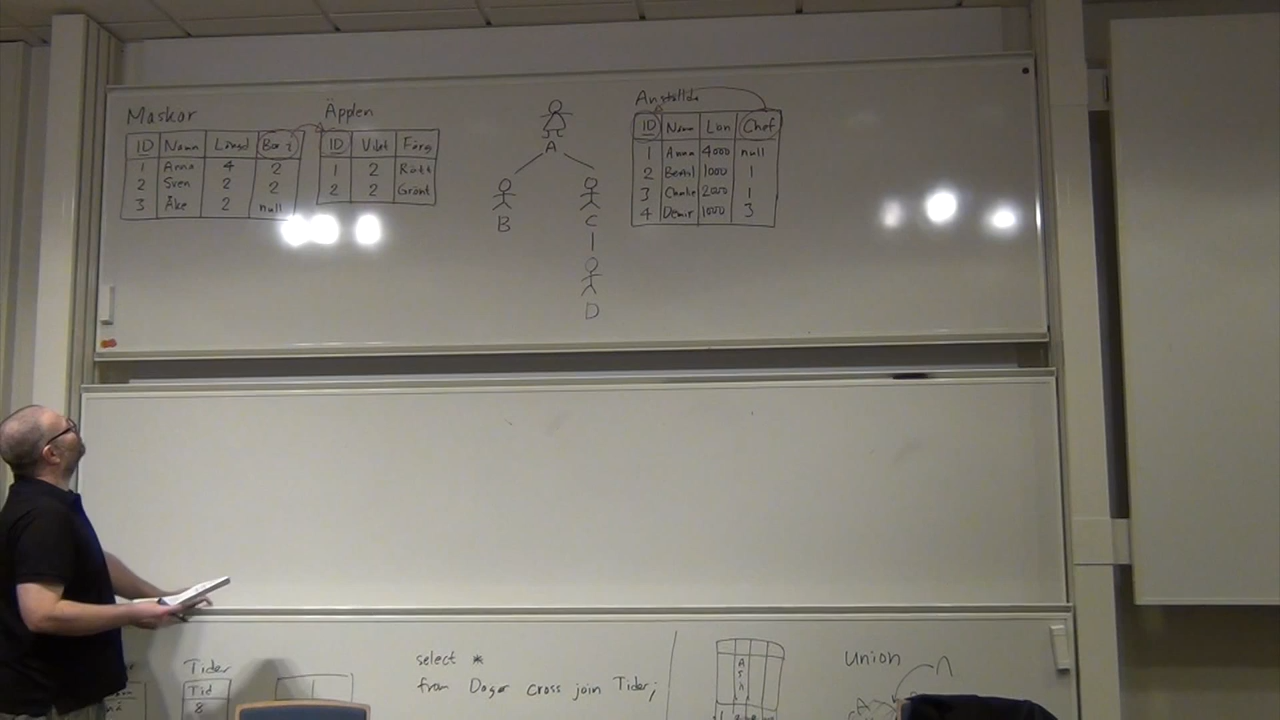 Maskar
ID Namn Längd Bor i
1 Anna 4 2
2 Sven 2 2
3 Åke 2 null
Äpplen
ID Vikt Färg
1 2 Rött
2 2 Grönt
A
B
C
D
Anställda
ID Namn Lön Chef
1 Anna 4000 null
2 Bertil 1000 1
3 Charlie 2000 1
4 Demir 1000 3
Tider
Tid
8
select *
from Dagar cross join Tider;
Union
A